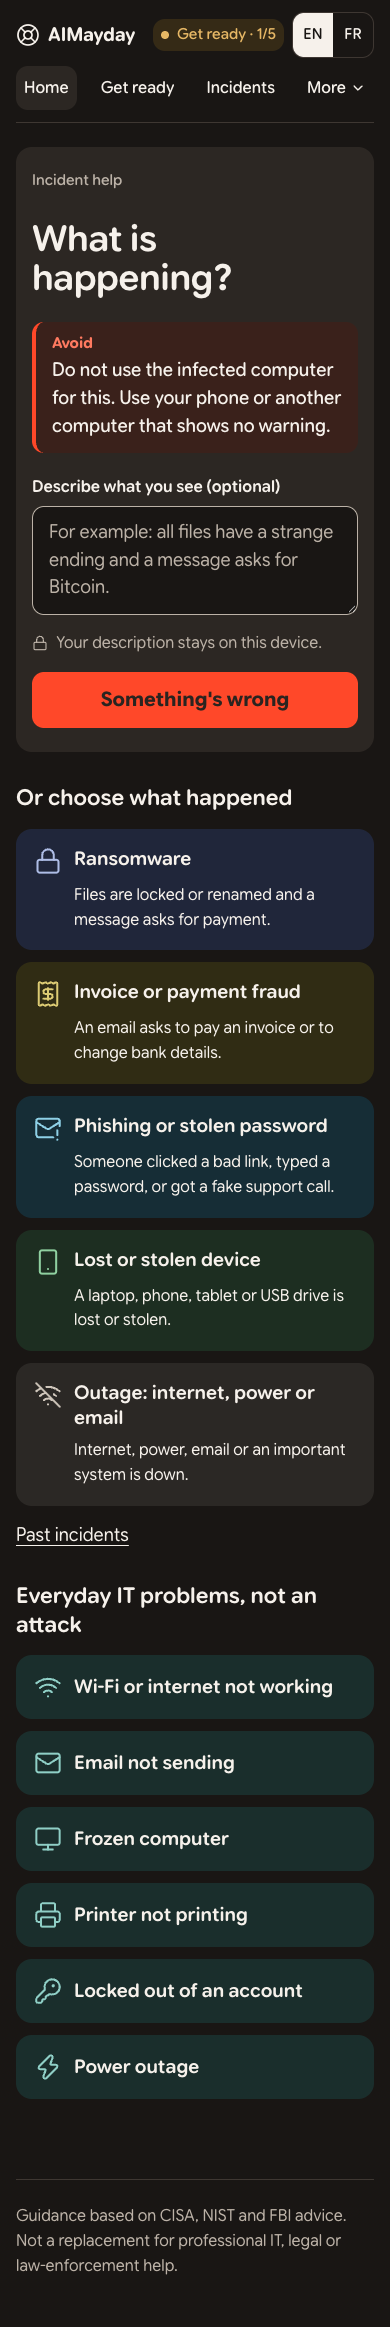 AIMayday
Get ready · 1/5
EN
FR
Home
Get ready
Incidents
More
Incident help
What is
happening?
Avoid
Do not use the infected computer
for this. Use your phone or another
computer that shows no warning.
Describe what you see (optional)
For example: all files have a strange
ending and a message asks for
Bitcoin.
Your description stays on this device.
Something's wrong
Or choose what happened
Ransomware
Files are locked or renamed and a
message asks for payment.
Invoice or payment fraud
An email asks to pay an invoice or to
change bank details.
Phishing or stolen password
Someone clicked a bad link, typed a
password, or got a fake support call.
Lost or stolen device
A laptop, phone, tablet or USB drive is
lost or stolen.
Outage: internet, power or
email
Internet, power, email or an important
system is down.
Past incidents
Everyday IT problems, not an
attack
Wi-Fi or internet not working
Email not sending
Frozen computer
Printer not printing
Locked out of an account
Power outage
Guidance based on CISA, NIST and FBI advice.
Not a replacement for professional IT, legal or
law-enforcement help.